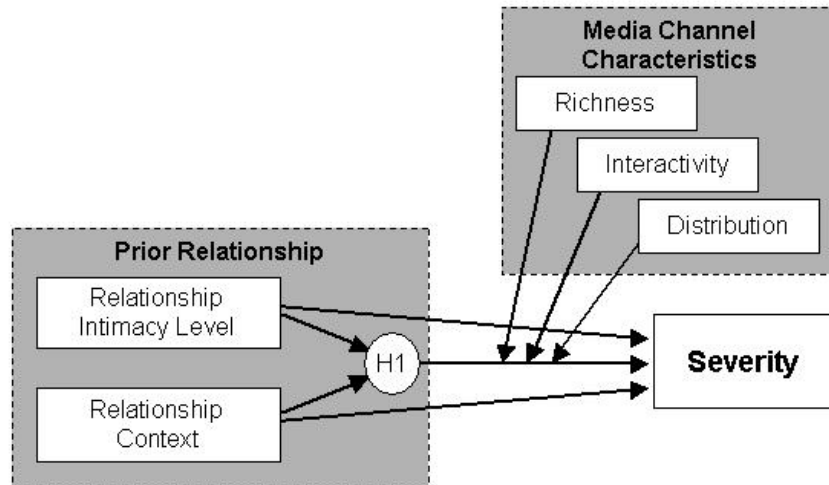 Media Channel
Characteristics
Richness
Interactivity
Distribution
Prior Relationship
Relationship
Intimacy Level
H1
Severity
Relationship
Context